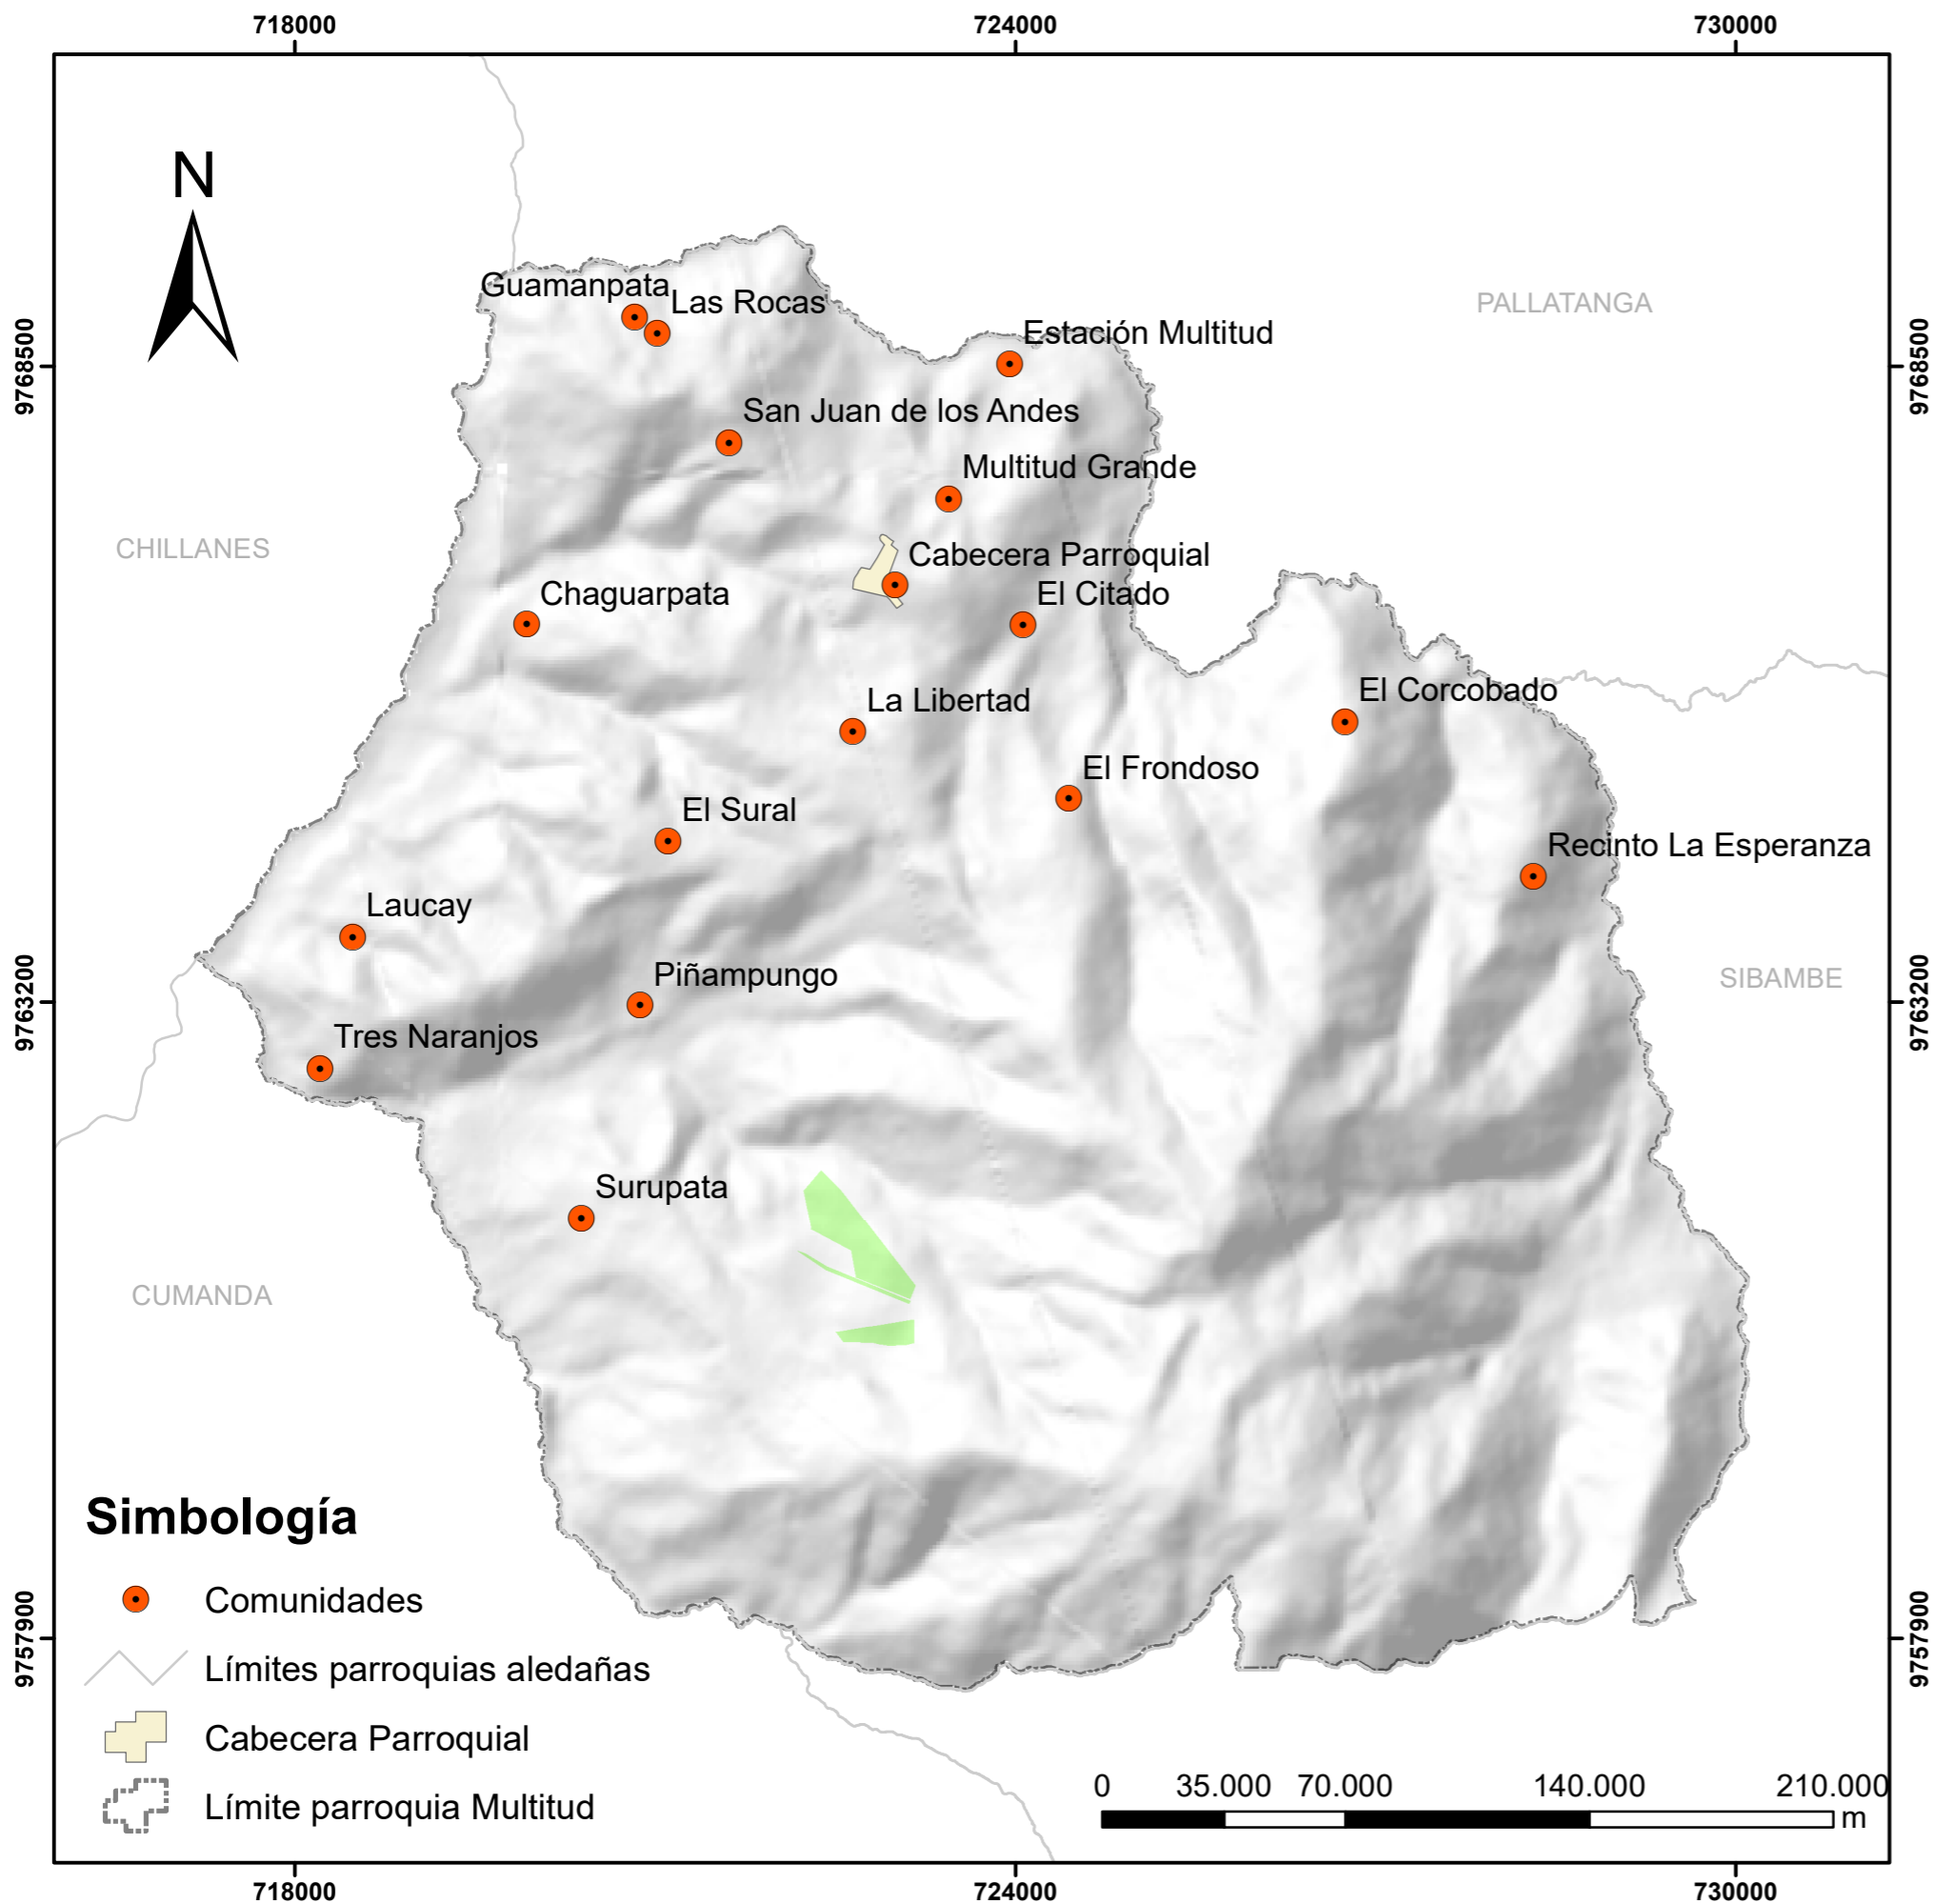 718000
724000
730000
N
Guamanpata
Las Rocas
PALLATANGA
Estación Multitud
9768500
9768500
San Juan de los Andes
Multitud Grande
CHILLANES
Cabecera Parroquial
Chaguarpata
El Citado
La Libertad
El Corcobado
El Frondoso
El Sural
Recinto La Esperanza
Laucay
Piñampungo
SIBAMBE
9763200
9763200
Tres Naranjos
Surupata
CUMANDA
Simbología
Comunidades
Límites parroquias aledañas
9757900
9757900
Cabecera Parroquial
Límite parroquia Multitud
0 35.000 70.000 140.000 210.000
m
718000
724000
730000